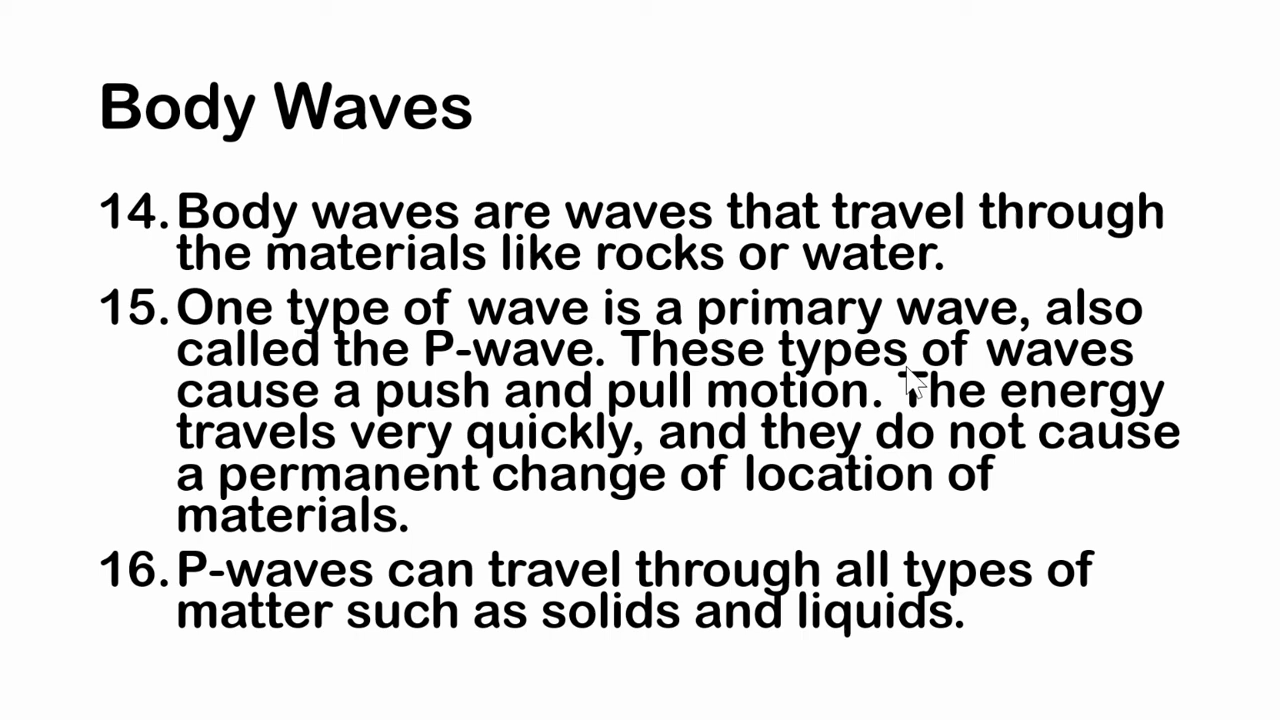 Body Waves
14. Body waves are waves that travel through
the materials like rocks or water.
15. One type of wave is a primary wave, also
called the P-wave. These types of waves
cause a push and pull motion. The energy
travels very quickly, and they do not cause
a permanent change of location of
materials.
16. P-waves can travel through all types of
matter such as solids and liquids.